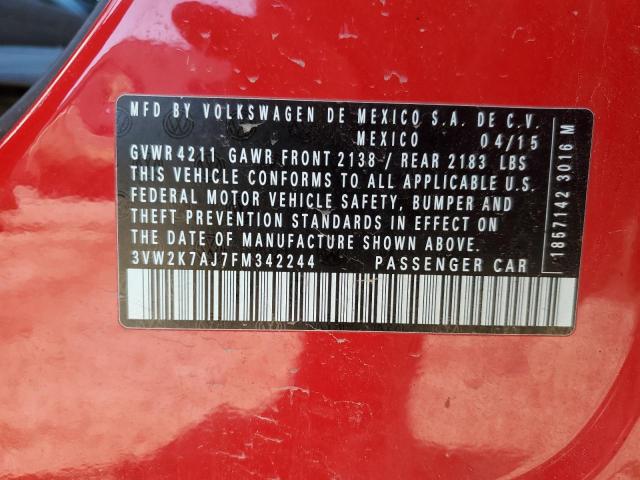 MFD BY VOLKSWAGEN DE MEXICO S.A. DE C.V.
MEXICO 04/15
GVWR 4211 GAWR FRONT 2138 / REAR 2183 LBS
THIS VEHICLE CONFORMS TO ALL APPLICABLE U.S.
FEDERAL MOTOR VEHICLE SAFETY, BUMPER AND
THEFT PREVENTION STANDARDS IN EFFECT ON
THE DATE OF MANUFACTURE SHOWN ABOVE.
3VW2K7AJ7FM342244 PASSENGER CAR
1867142 3016 M